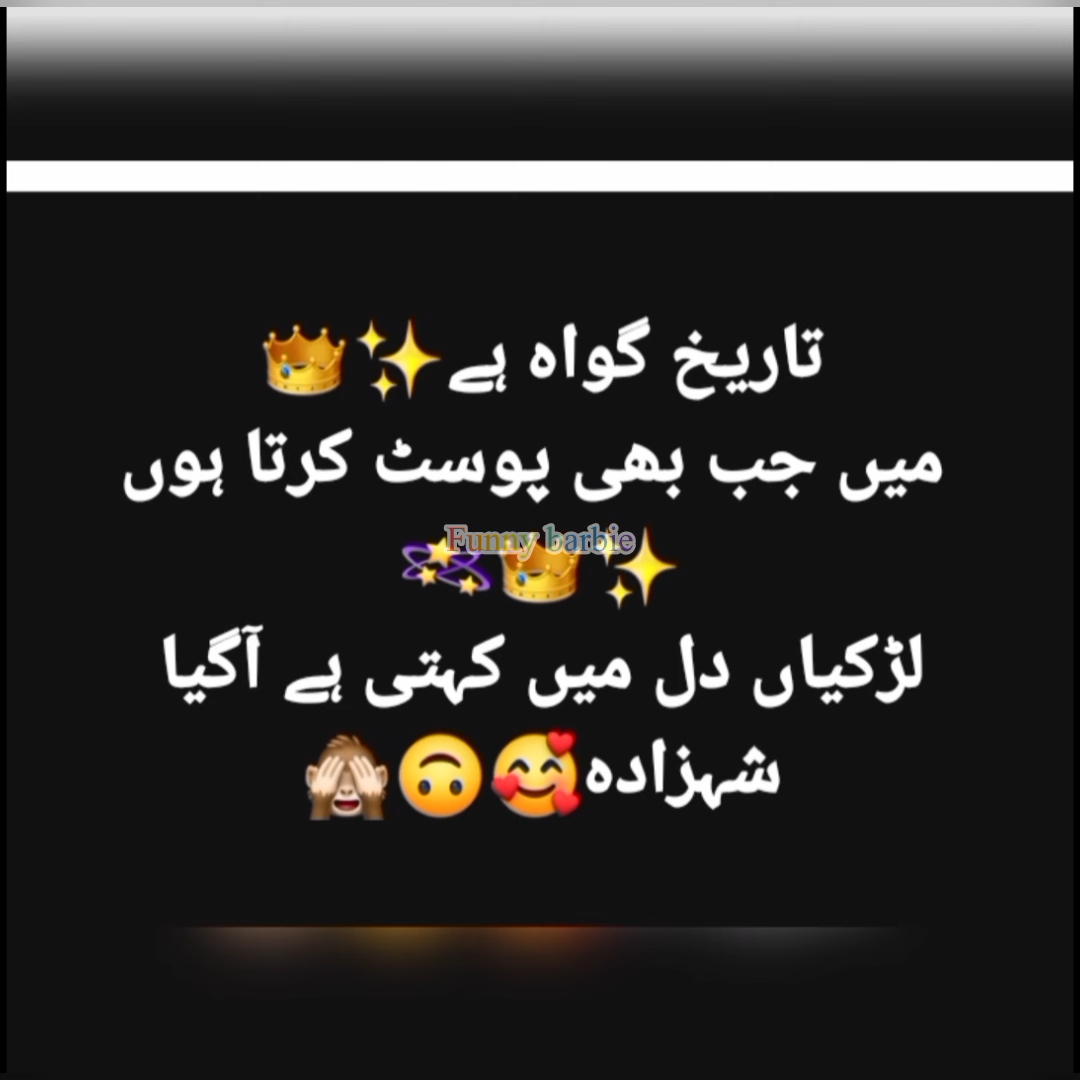 تاریخ گواہ ہے✨👑
میں جب بھی پوسٹ کرتا ہوں
Funny barbie
✨👑💫
لڑکیاں دل میں کہتی ہے آگیا
شہزادہ🥰🙃🙈